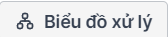 Biểu đồ xử lý